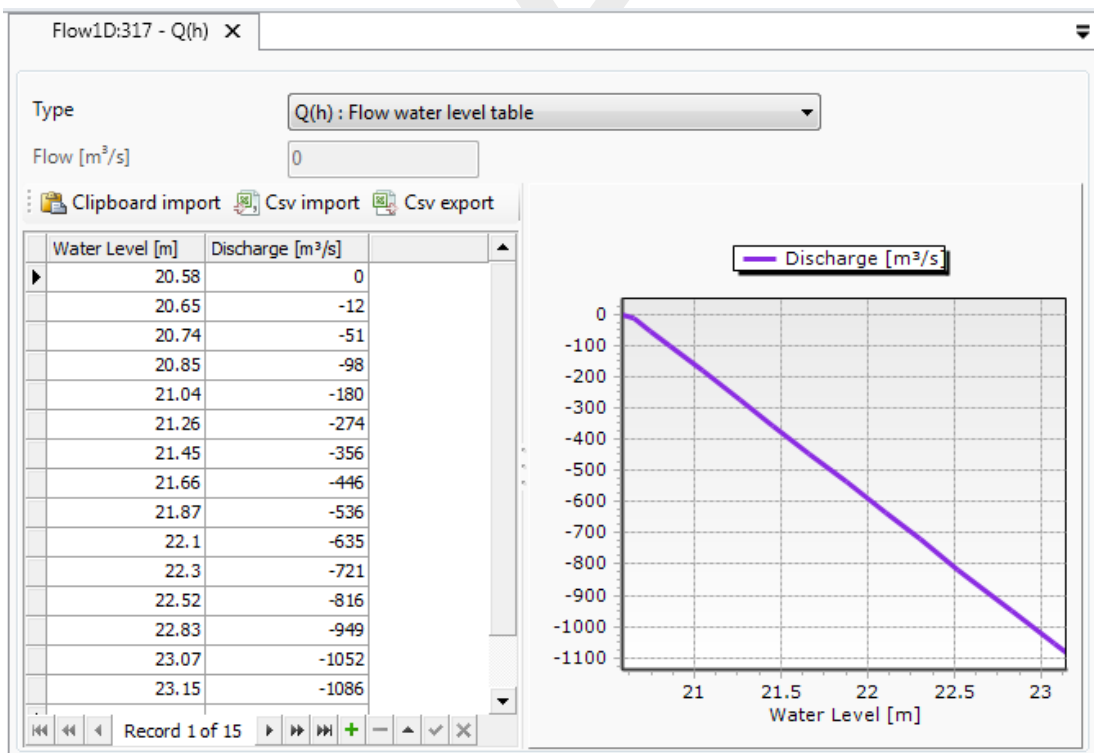 Flow1D:317 - Q(h)
Type
Q(h) : Flow water level table
Flow [m³/s]
0
Clipboard import Csv import Csv export
Water Level [m] Discharge [m³/s]
20.58 0
20.65 -12
20.74 -51
20.85 -98
21.04 -180
21.26 -274
21.45 -356
21.66 -446
21.87 -536
22.1 -635
22.3 -721
22.52 -816
22.83 -949
23.07 -1052
23.15 -1086
Record 1 of 15
Discharge [m³/s]
0
-100
-200
-300
-400
-500
-600
-700
-800
-900
-1000
-1100
21 21.5 22 22.5 23
Water Level [m]